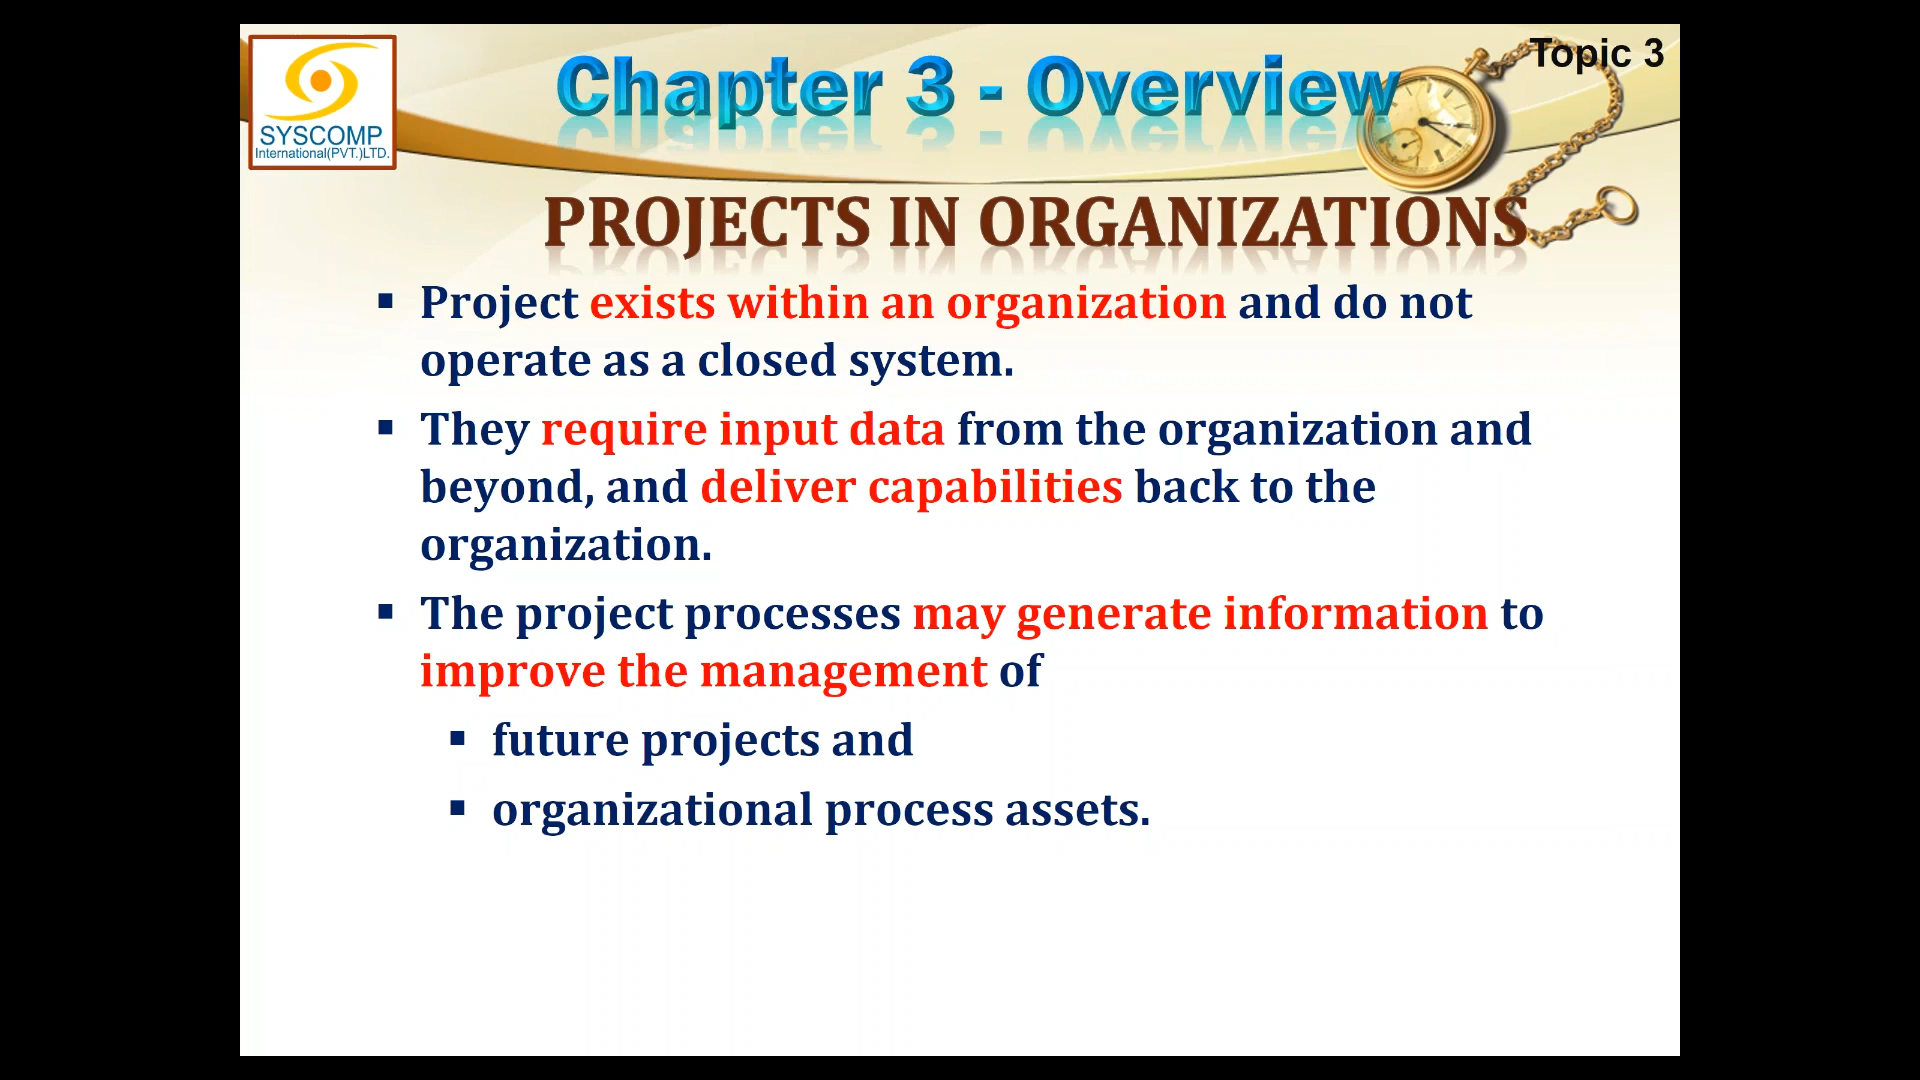 Topic 3
Chapter 3 - Overview
SYSCOMP
International(PVT.)LTD.
PROJECTS IN ORGANIZATIONS
▪ Project exists within an organization and do not
operate as a closed system.
▪ They require input data from the organization and
beyond, and deliver capabilities back to the
organization.
▪ The project processes may generate information to
improve the management of
▪ future projects and
▪ organizational process assets.